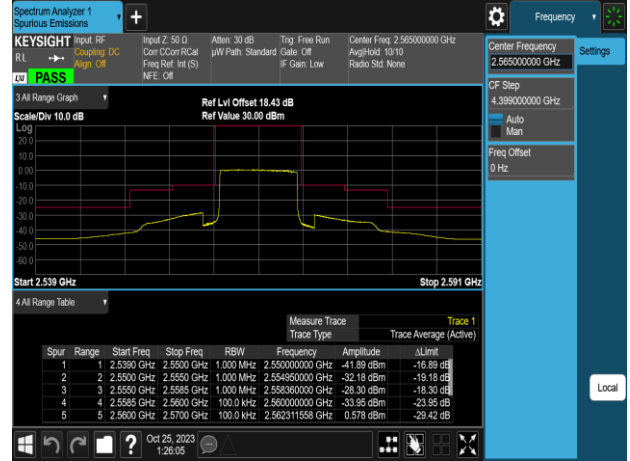 Spectrum Analyzer 1
Spurious Emissions
Frequency
KEYSIGHT Input: RF Input Z: 50 Ω Atten: 30 dB Trig: Free Run Center Freq: 2.565000000 GHz
RL Coupling: DC Corr CCorr RCal µW Path: Standard Gate: Off Avg|Hold: 10/10
Align: Off Freq Ref: Int (S) IF Gain: Low Radio Std: None
LXI PASS NFE: Off
Center Frequency
2.565000000 GHz
Settings
CF Step
4.399000000 GHz
Auto
Man
Freq Offset
0 Hz
Local
3 All Range Graph
Ref Lvl Offset 18.43 dB
Scale/Div 10.0 dB Ref Value 30.00 dBm
Log
20.0
10.0
0.00
-10.0
-20.0
-30.0
-40.0
-50.0
-60.0
Start 2.539 GHz Stop 2.591 GHz
4 All Range Table
Measure Trace Trace 1
Trace Type Trace Average (Active)
Spur Range Start Freq Stop Freq RBW Frequency Amplitude ΔLimit
1 1 2.5390 GHz 2.5500 GHz 1.000 MHz 2.550000000 GHz -41.89 dBm -16.89 dB
2 2 2.5500 GHz 2.5550 GHz 1.000 MHz 2.554950000 GHz -32.18 dBm -19.18 dB
3 3 2.5550 GHz 2.5585 GHz 1.000 MHz 2.558360000 GHz -28.30 dBm -18.30 dB
4 4 2.5585 GHz 2.5600 GHz 100.0 kHz 2.560000000 GHz -33.95 dBm -23.95 dB
5 5 2.5600 GHz 2.5700 GHz 100.0 kHz 2.562311558 GHz 0.578 dBm -29.42 dB
Oct 25, 2023
1:26:05